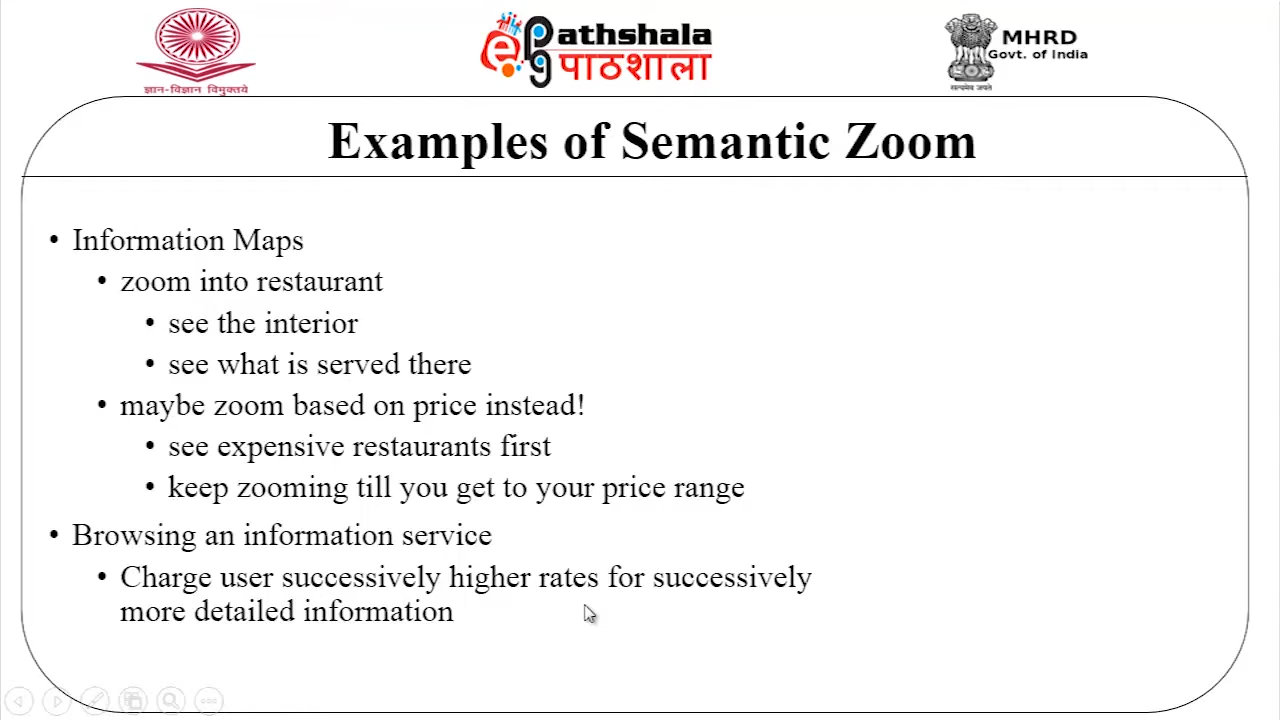 ज्ञान-विज्ञान विमुक्तये
ePathshala
पाठशाला
MHRD
Govt. of India
सत्यमेव जयते
Examples of Semantic Zoom
• Information Maps
• zoom into restaurant
• see the interior
• see what is served there
• maybe zoom based on price instead!
• see expensive restaurants first
• keep zooming till you get to your price range
• Browsing an information service
• Charge user successively higher rates for successively
more detailed information